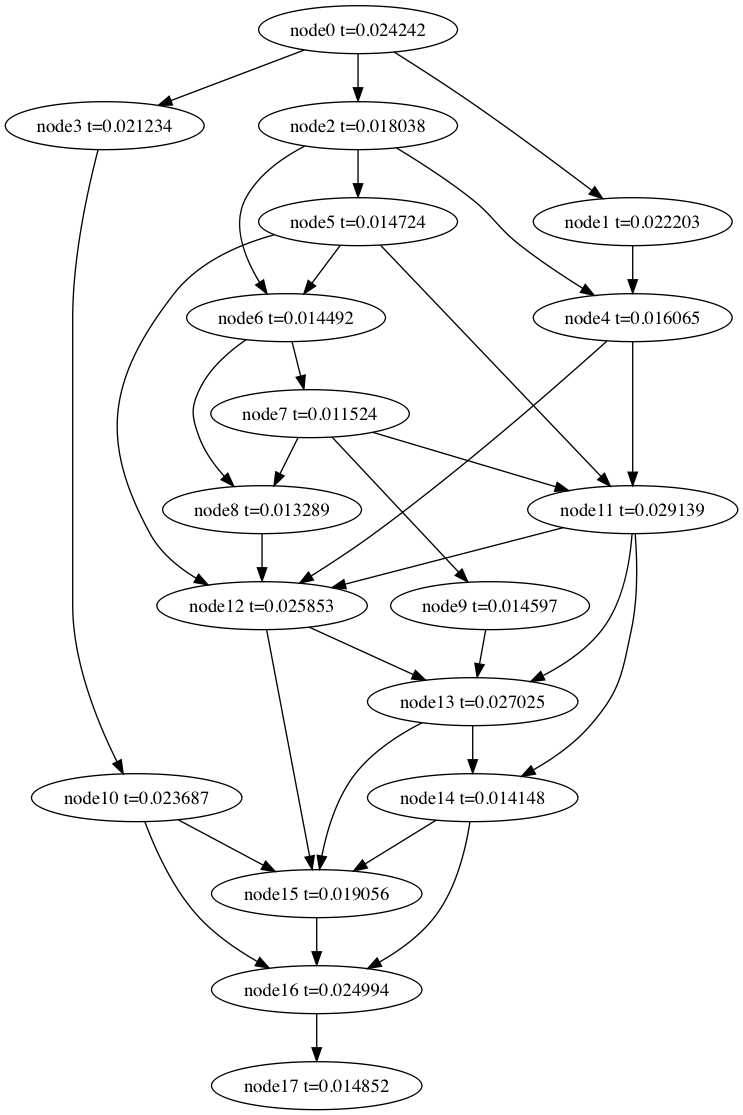 node0 t=0.024242
node3 t=0.021234
node2 t=0.018038
node5 t=0.014724
node1 t=0.022203
node6 t=0.014492
node4 t=0.016065
node7 t=0.011524
node8 t=0.013289
node11 t=0.029139
node12 t=0.025853
node9 t=0.014597
node13 t=0.027025
node10 t=0.023687
node14 t=0.014148
node15 t=0.019056
node16 t=0.024994
node17 t=0.014852